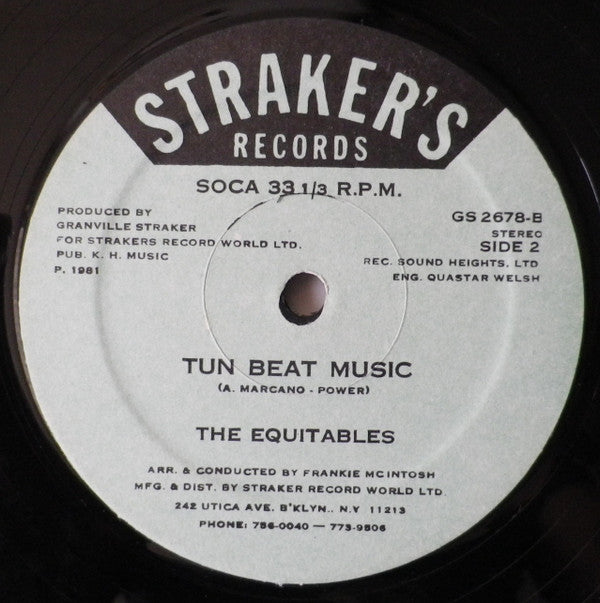 STRAKER'S
RECORDS
SOCA 33 1/3 R.P.M.
PRODUCED BY
GRANVILLE STRAKER
FOR STRAKERS RECORD WORLD LTD.
PUB. K. H. MUSIC
P. 1981
GS 2678-B
STEREO
SIDE 2
REC. SOUND HEIGHTS, LTD
ENG. QUASTAR WELSH
TUN BEAT MUSIC
(A. MARCANO - POWER)
THE EQUITABLES
ARR. & CONDUCTED BY FRANKIE MCINTOSH
MFG. & DIST. BY STRAKER RECORD WORLD LTD.
242 UTICA AVE. B'KLYN., N.Y 11213
PHONE: 756-0040 — 773-9506